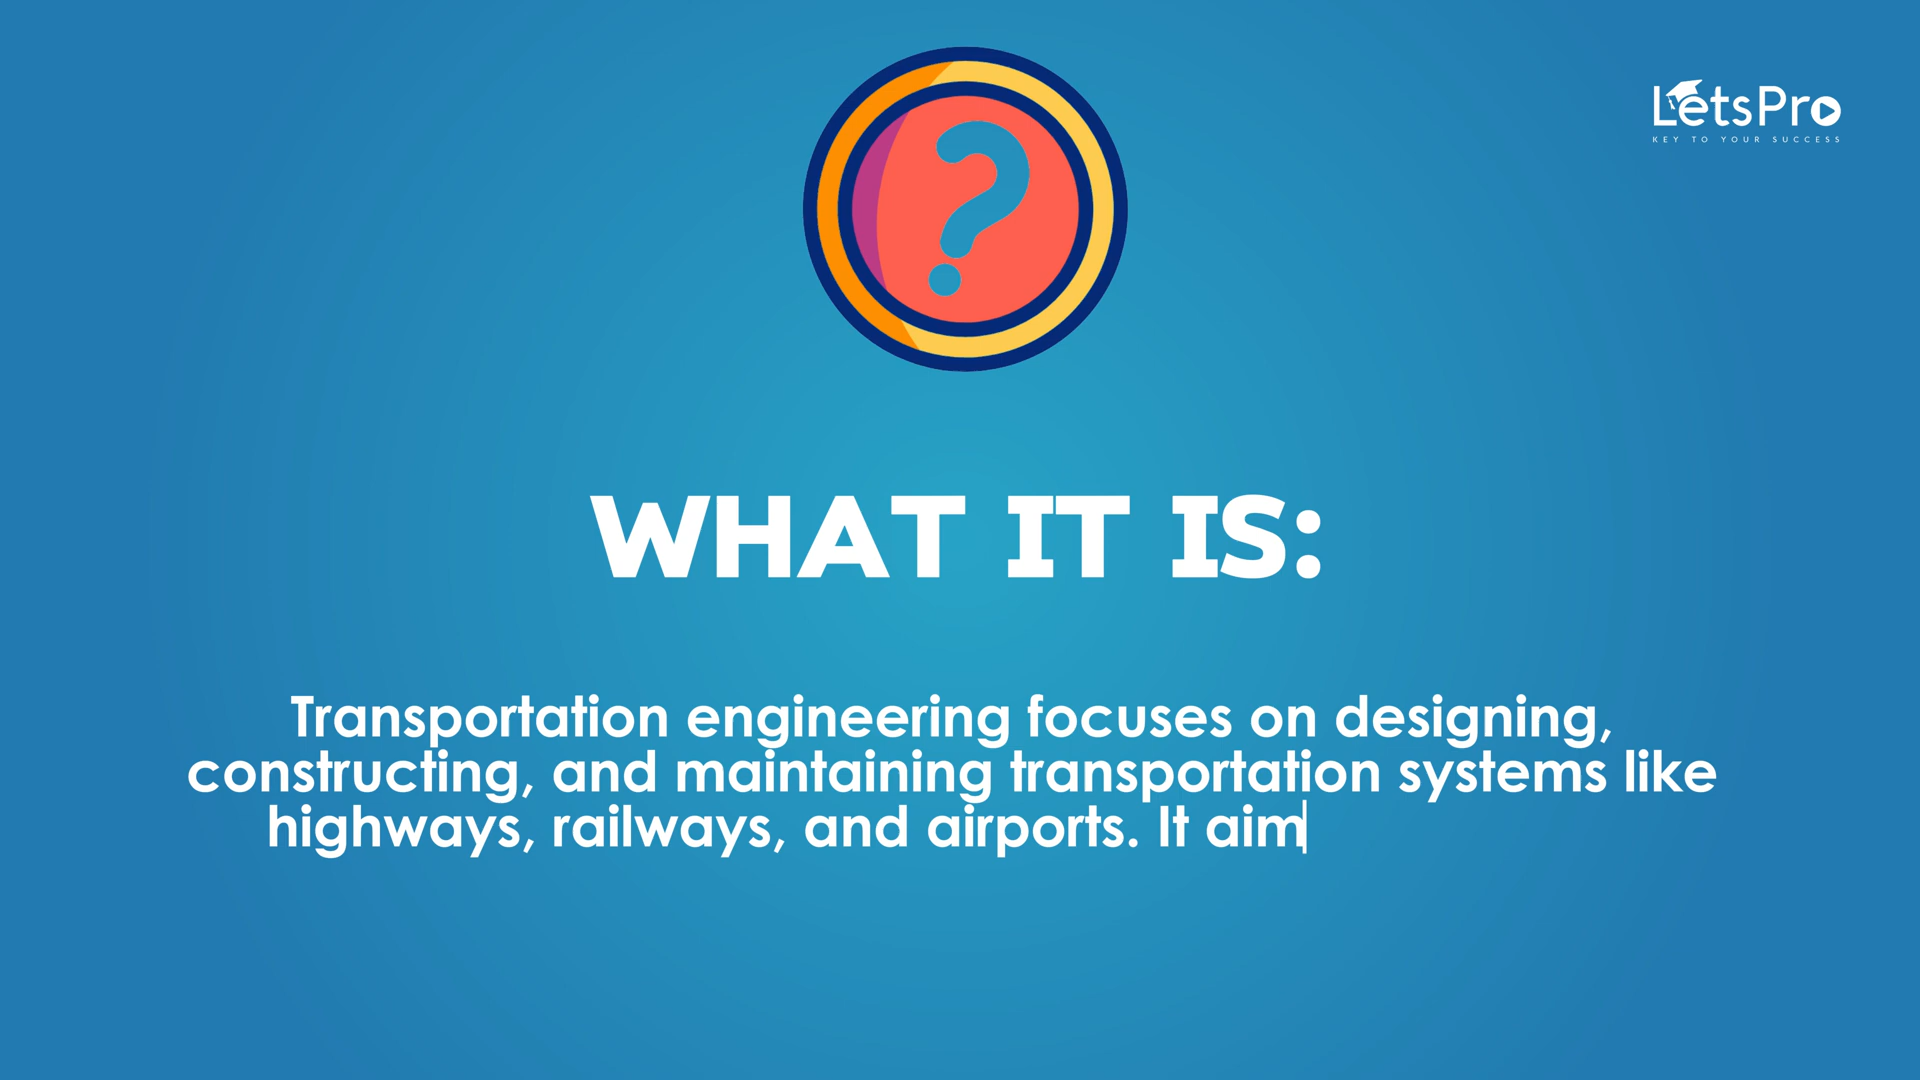 LetsPro
KEY TO YOUR SUCCESS
?
WHAT IT IS:
Transportation engineering focuses on designing,
constructing, and maintaining transportation systems like
highways, railways, and airports. It aim